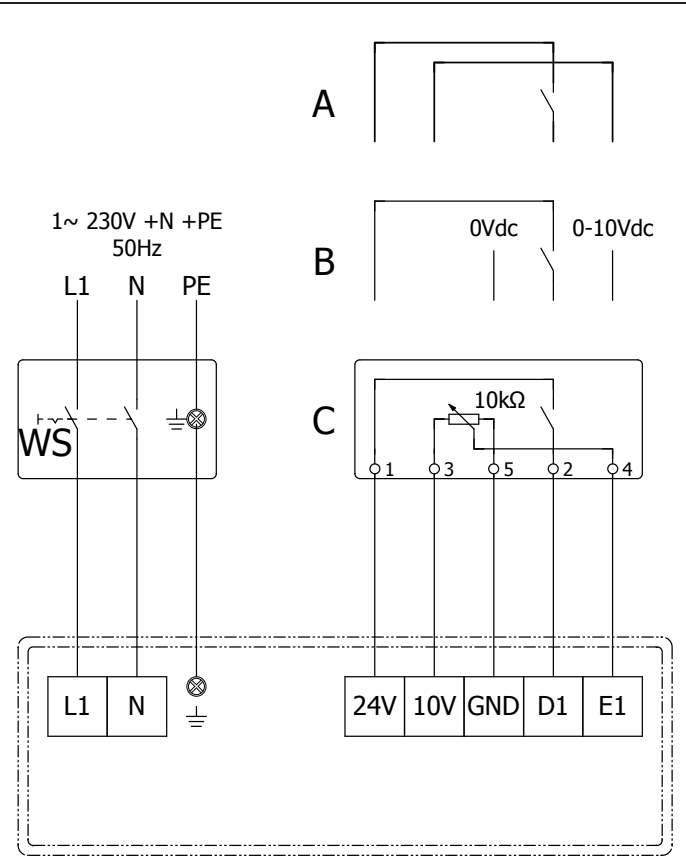 A
1~ 230V +N +PE
50Hz
L1 N PE
B
0Vdc 0-10Vdc
WS
C
10kΩ
1 3 5 2 4
L1 N
24V 10V GND D1 E1